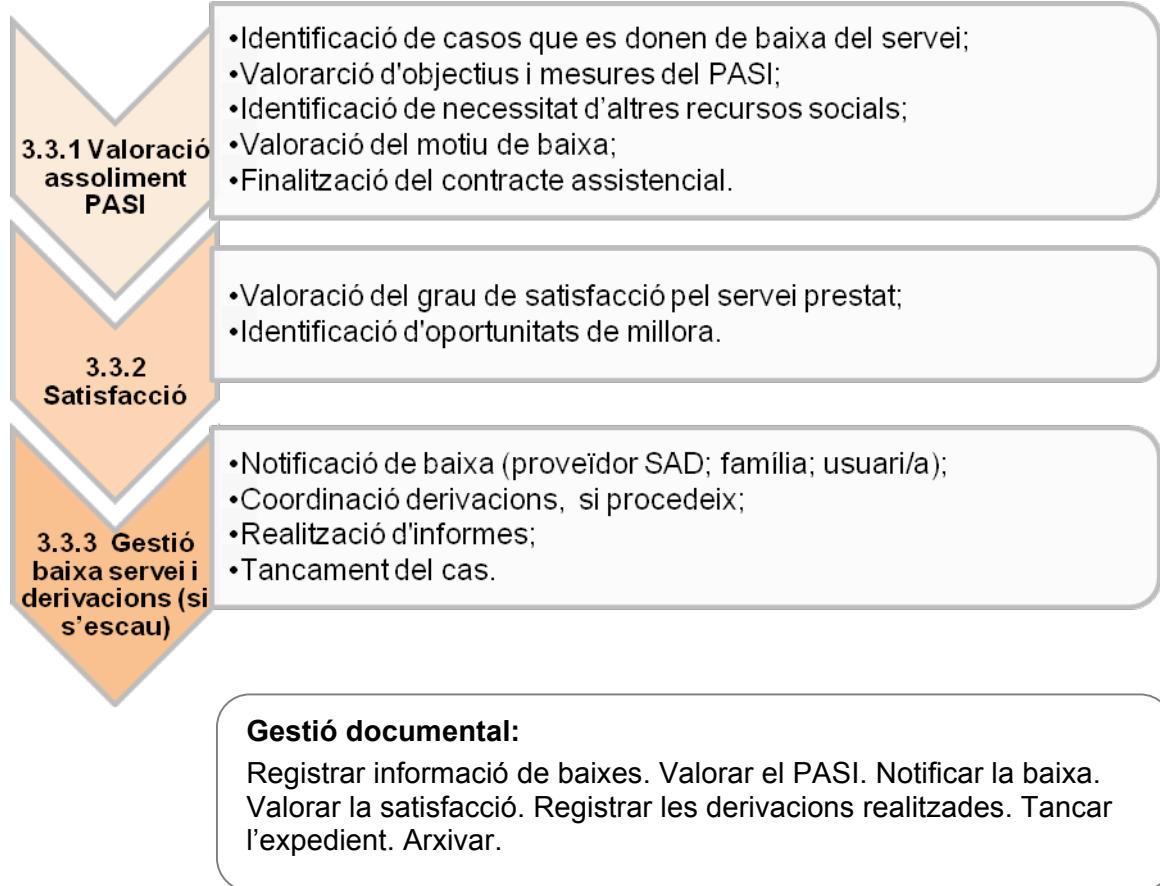 3.3.1 Valoració
assoliment
PASI
•Identificació de casos que es donen de baixa del servei;
•Valorarció d'objectius i mesures del PASI;
•Identificació de necessitat d’altres recursos socials;
•Valoració del motiu de baixa;
•Finalització del contracte assistencial.
3.3.2
Satisfacció
•Valoració del grau de satisfacció pel servei prestat;
•Identificació d'oportunitats de millora.
3.3.3 Gestió
baixa servei i
derivacions (si
s’escau)
•Notificació de baixa (proveïdor SAD; família; usuari/a);
•Coordinació derivacions, si procedeix;
•Realització d'informes;
•Tancament del cas.
Gestió documental:
Registrar informació de baixes. Valorar el PASI. Notificar la baixa.
Valorar la satisfacció. Registrar les derivacions realitzades. Tancar
l’expedient. Arxivar.